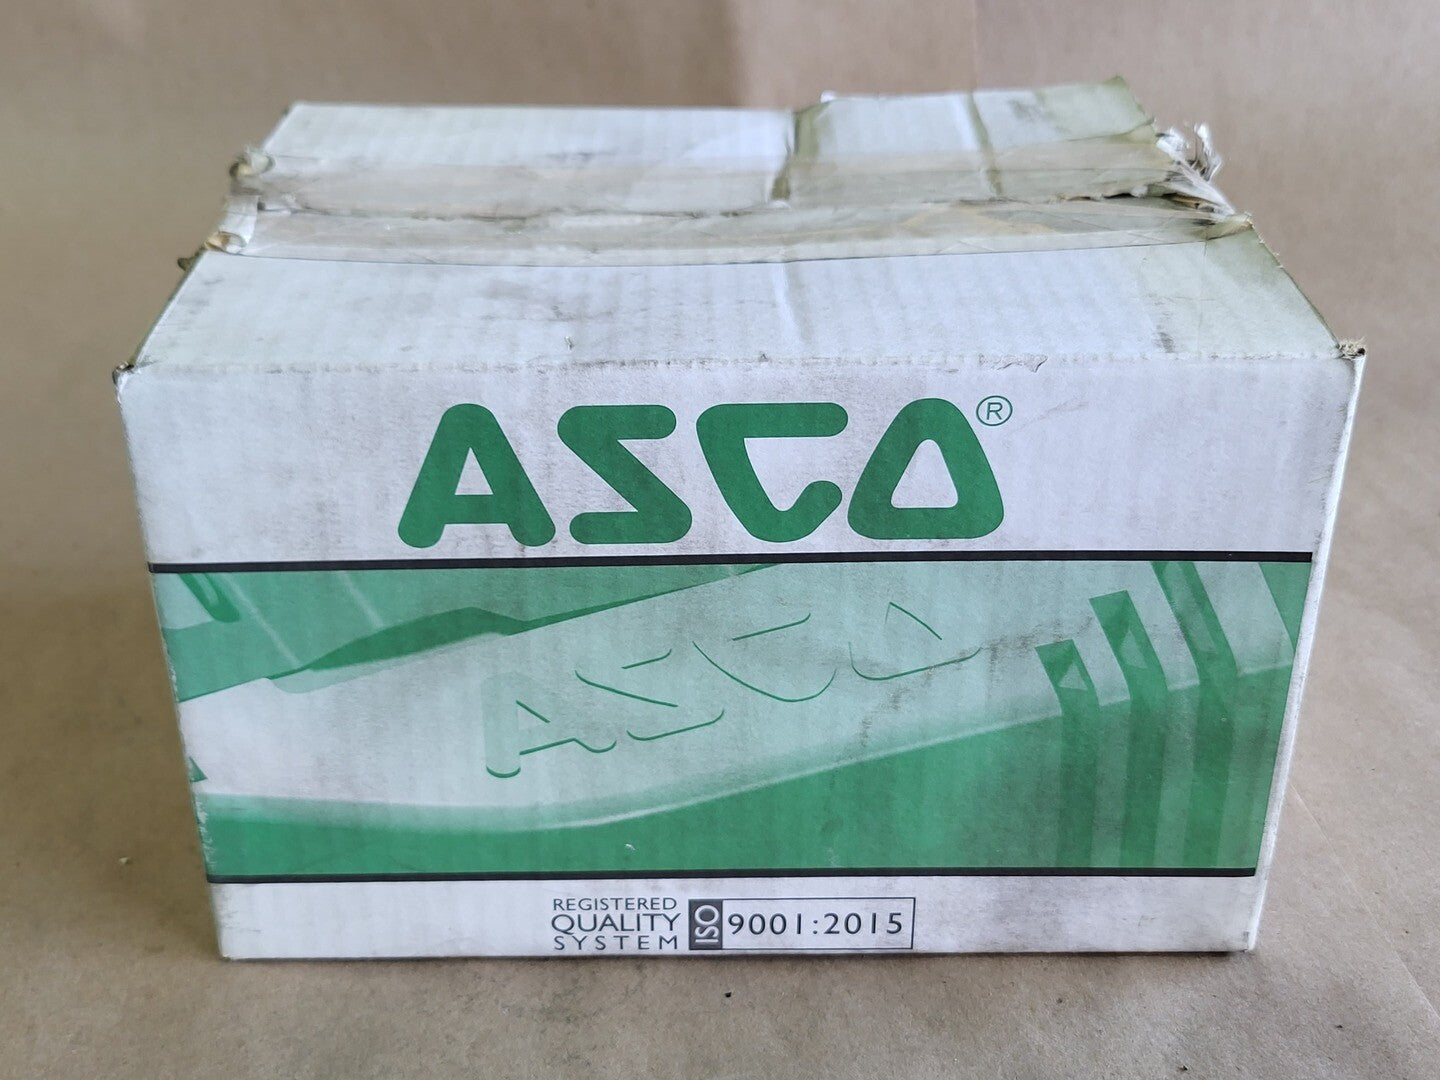 ASCO®
ASCO
REGISTERED
QUALITY
SYSTEM
ISO 9001:2015